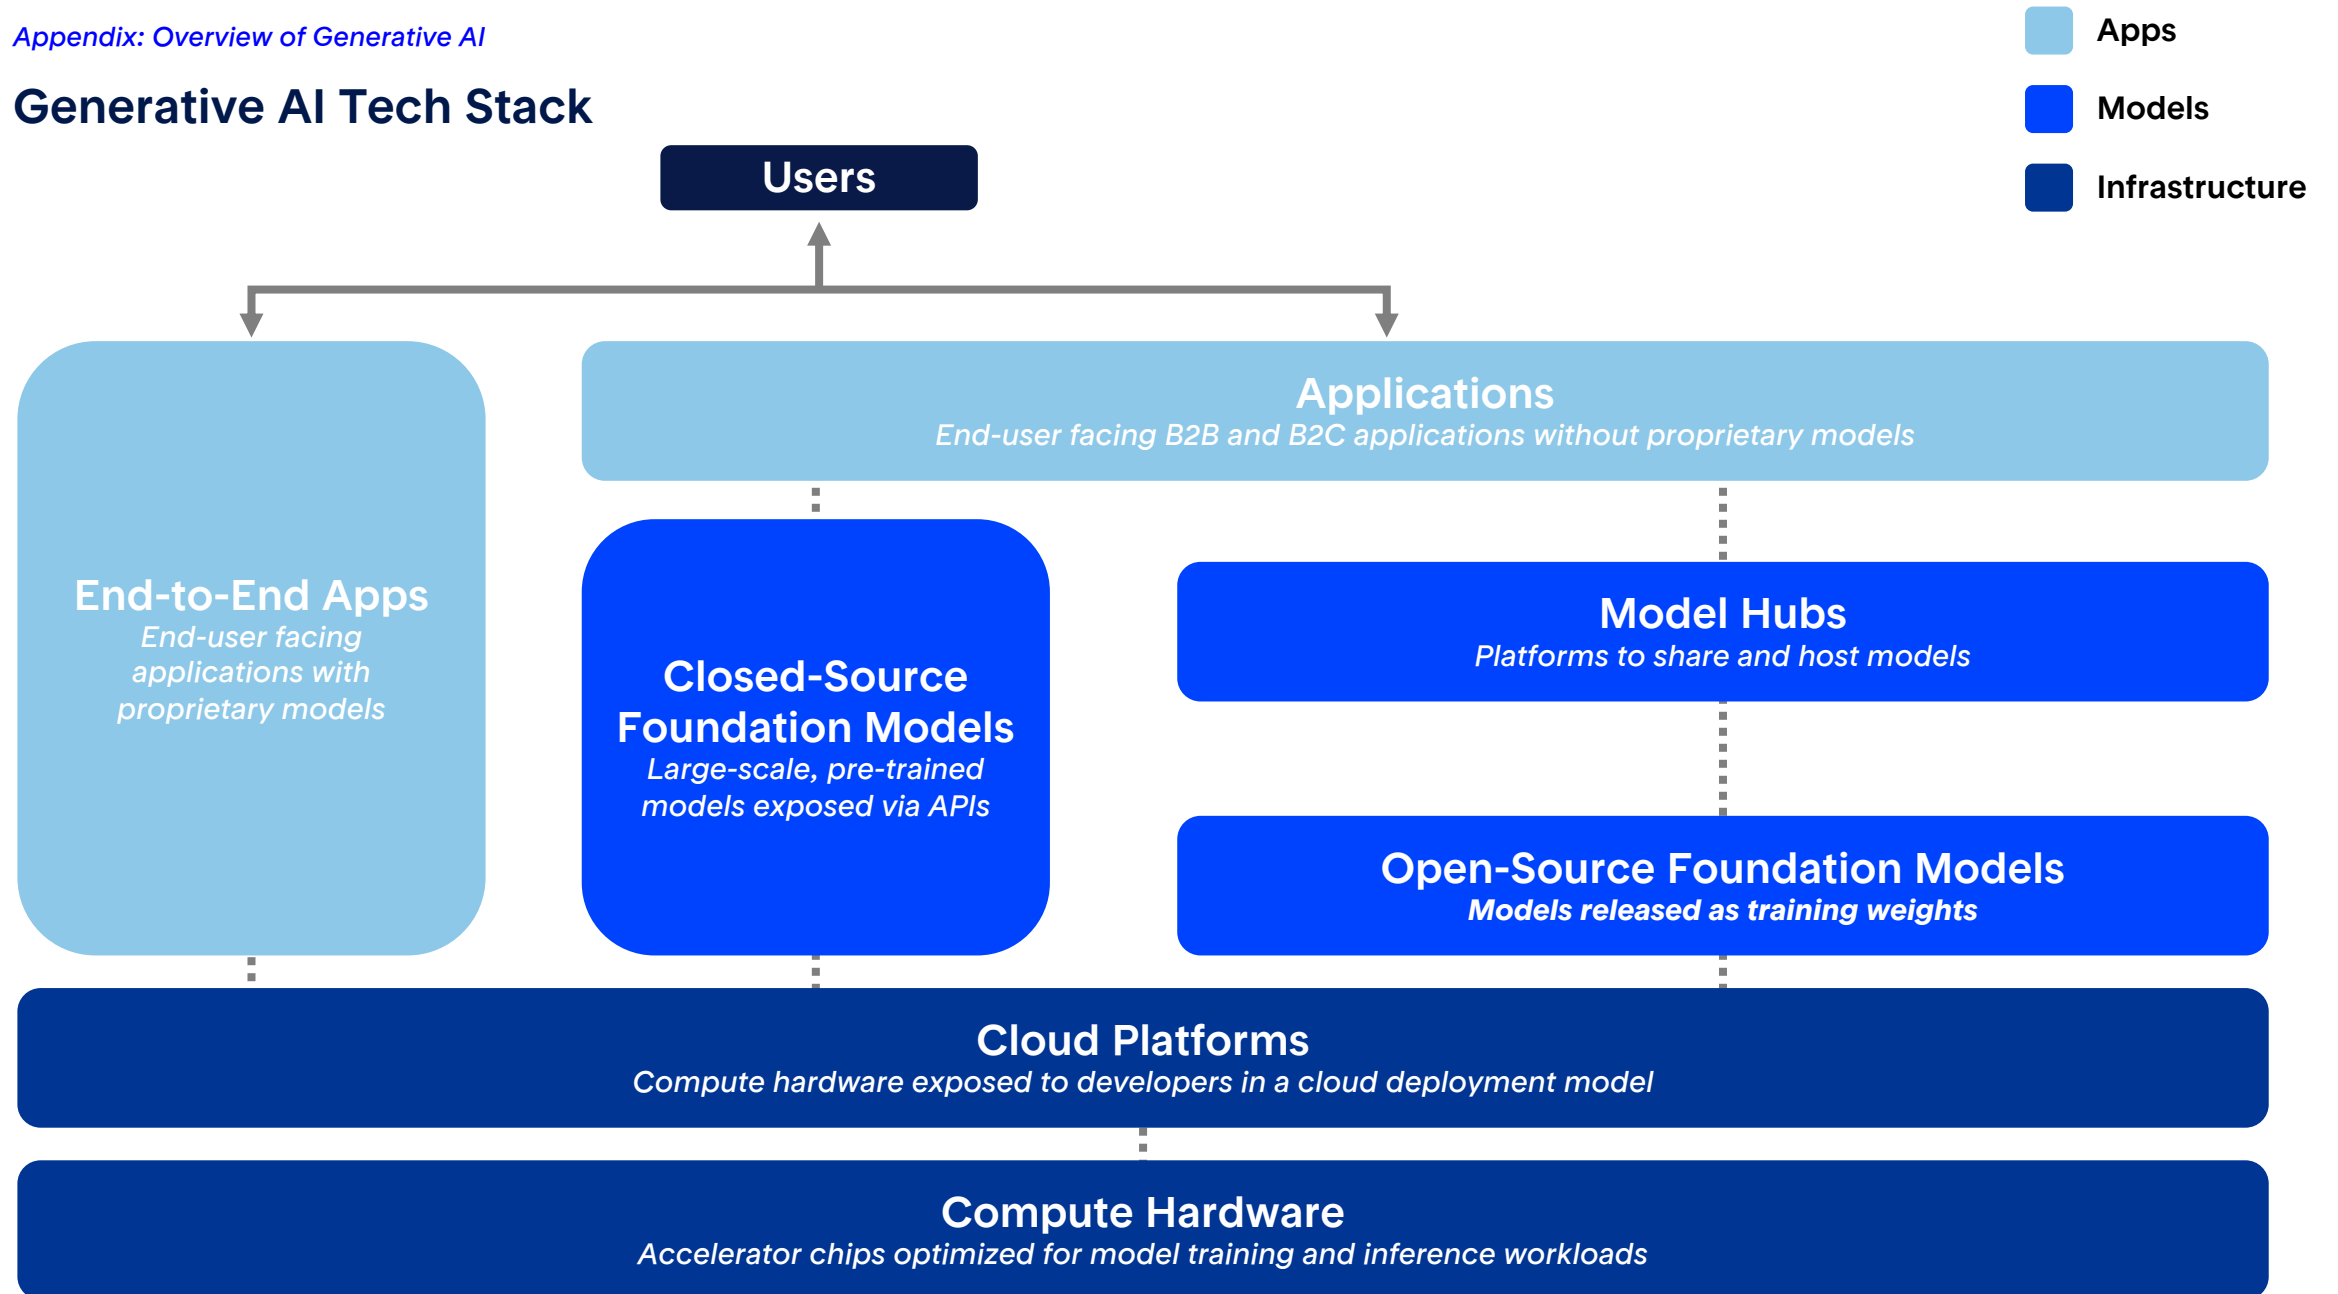 Appendix: Overview of Generative AI
Generative AI Tech Stack
Apps
Models
Infrastructure
Users
Applications
End-user facing B2B and B2C applications without proprietary models
End-to-End Apps
End-user facing
applications with
proprietary models
Closed-Source
Foundation Models
Large-scale, pre-trained
models exposed via APIs
Model Hubs
Platforms to share and host models
Open-Source Foundation Models
Models released as training weights
Cloud Platforms
Compute hardware exposed to developers in a cloud deployment model
Compute Hardware
Accelerator chips optimized for model training and inference workloads